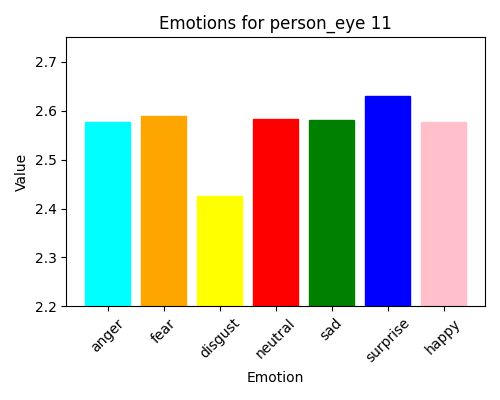 Emotions for person_eye 11
Value
2.7
2.6
2.5
2.4
2.3
2.2
anger
fear
disgust
neutral
sad
surprise
happy
Emotion